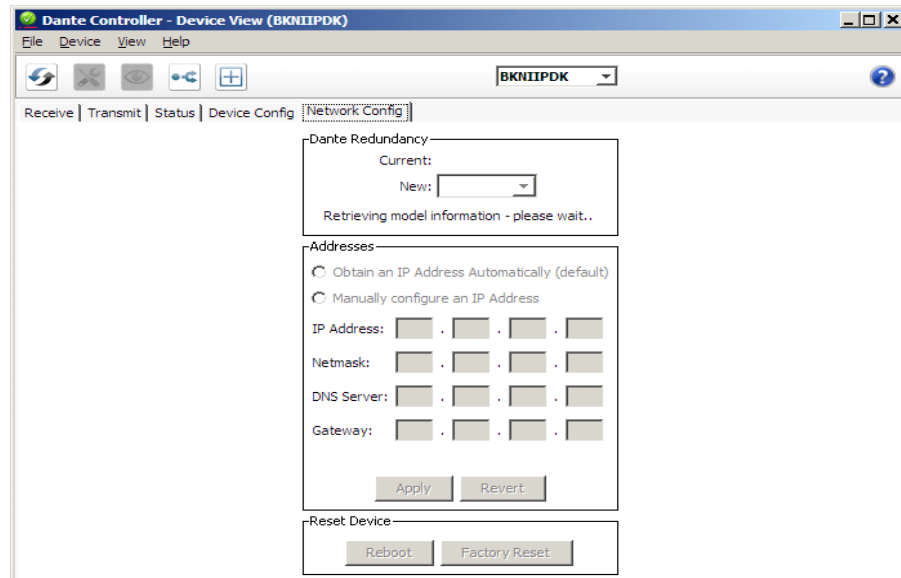 Dante Controller - Device View (BKNIIPDK)
File Device View Help
BKNIIPDK
Receive Transmit Status Device Config Network Config
Dante Redundancy
Current:
New:
Retrieving model information - please wait..
Addresses
Obtain an IP Address Automatically (default)
Manually configure an IP Address
IP Address: . . .
Netmask: . . .
DNS Server: . . .
Gateway: . . .
Apply Revert
Reset Device
Reboot Factory Reset